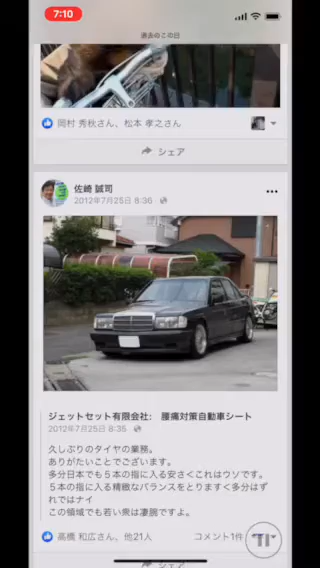 7:10
過去のこの日
岡村 秀秋さん、松本 孝之さん
シェア
佐崎 誠司
2012年7月25日 8:36
ジェットセット有限会社: 腰痛対策自動車シート
2012年7月25日 8:35
久しぶりのタイヤの業務。
ありがたいことでございます。
多分日本でも５本の指に入る安さくこれはウソです。
５本の指に入る精緻なバランスをとりますく多分はず
れではナイ
この領域でも若い衆は凄腕ですよ。
高橋 和広さん、他21人
コメント1件
シェア